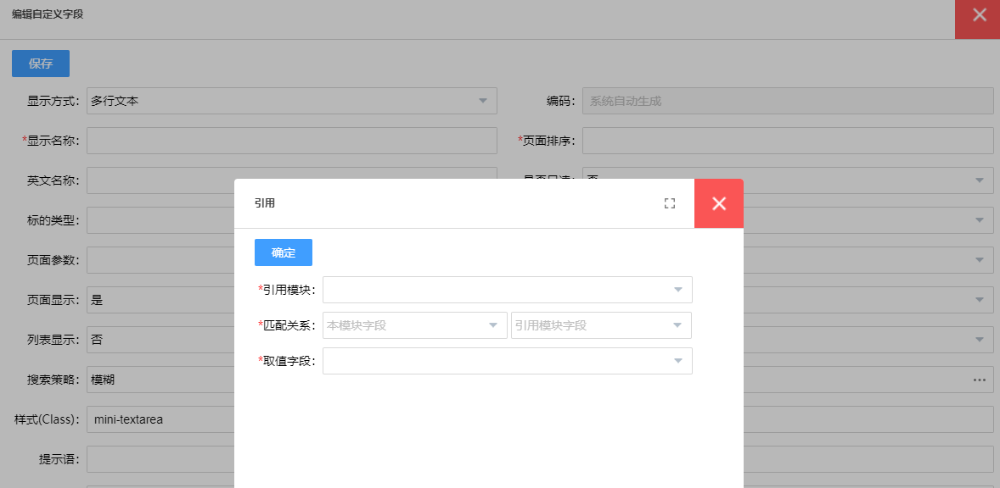 编辑自定义字段
保存
显示方式： 多行文本 编码： 系统自动生成
*显示名称： *页面排序：
英文名称：
引用
标的类型：
确定
页面参数：
*引用模块：
页面显示： 是
*匹配关系： 本模块字段 引用模块字段
列表显示： 否
*取值字段：
搜索策略： 模糊
样式(Class)： mini-textarea
提示语：